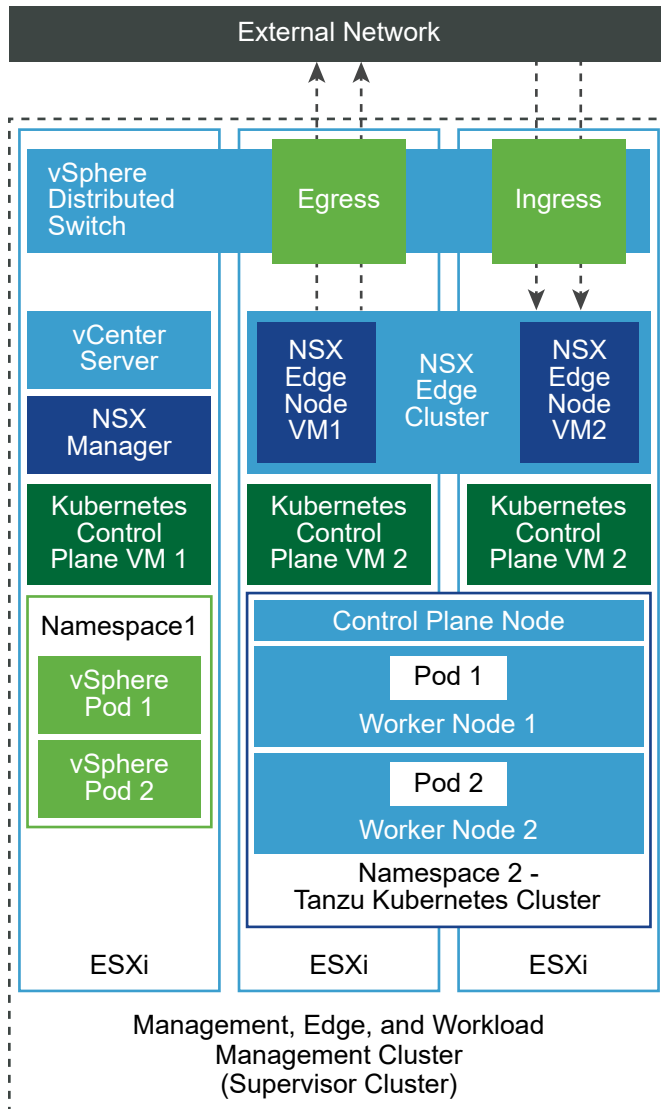 External Network
vSphere
Distributed
Switch
Egress
Ingress
vCenter
Server
NSX
Manager
NSX
Edge
Node
VM1
NSX
Edge
Cluster
NSX
Edge
Node
VM2
Kubernetes
Control
Plane VM 1
Kubernetes
Control
Plane VM 2
Kubernetes
Control
Plane VM 2
Namespace1
vSphere
Pod 1
vSphere
Pod 2
Control Plane Node
Pod 1
Worker Node 1
Pod 2
Worker Node 2
Namespace 2 -
Tanzu Kubernetes Cluster
ESXi
ESXi
ESXi
Management, Edge, and Workload
Management Cluster
(Supervisor Cluster)